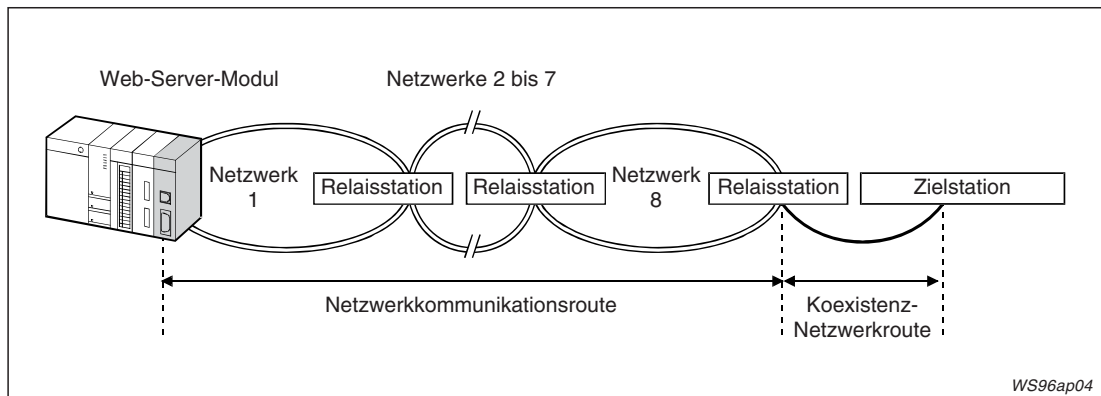 Web-Server-Modul
Netzwerke 2 bis 7
Netzwerk
1
Relaisstation
Relaisstation
Netzwerk
8
Relaisstation
Zielstation
Netzwerkkommunikationsroute
Koexistenz-
Netzwerkroute
WS96ap04